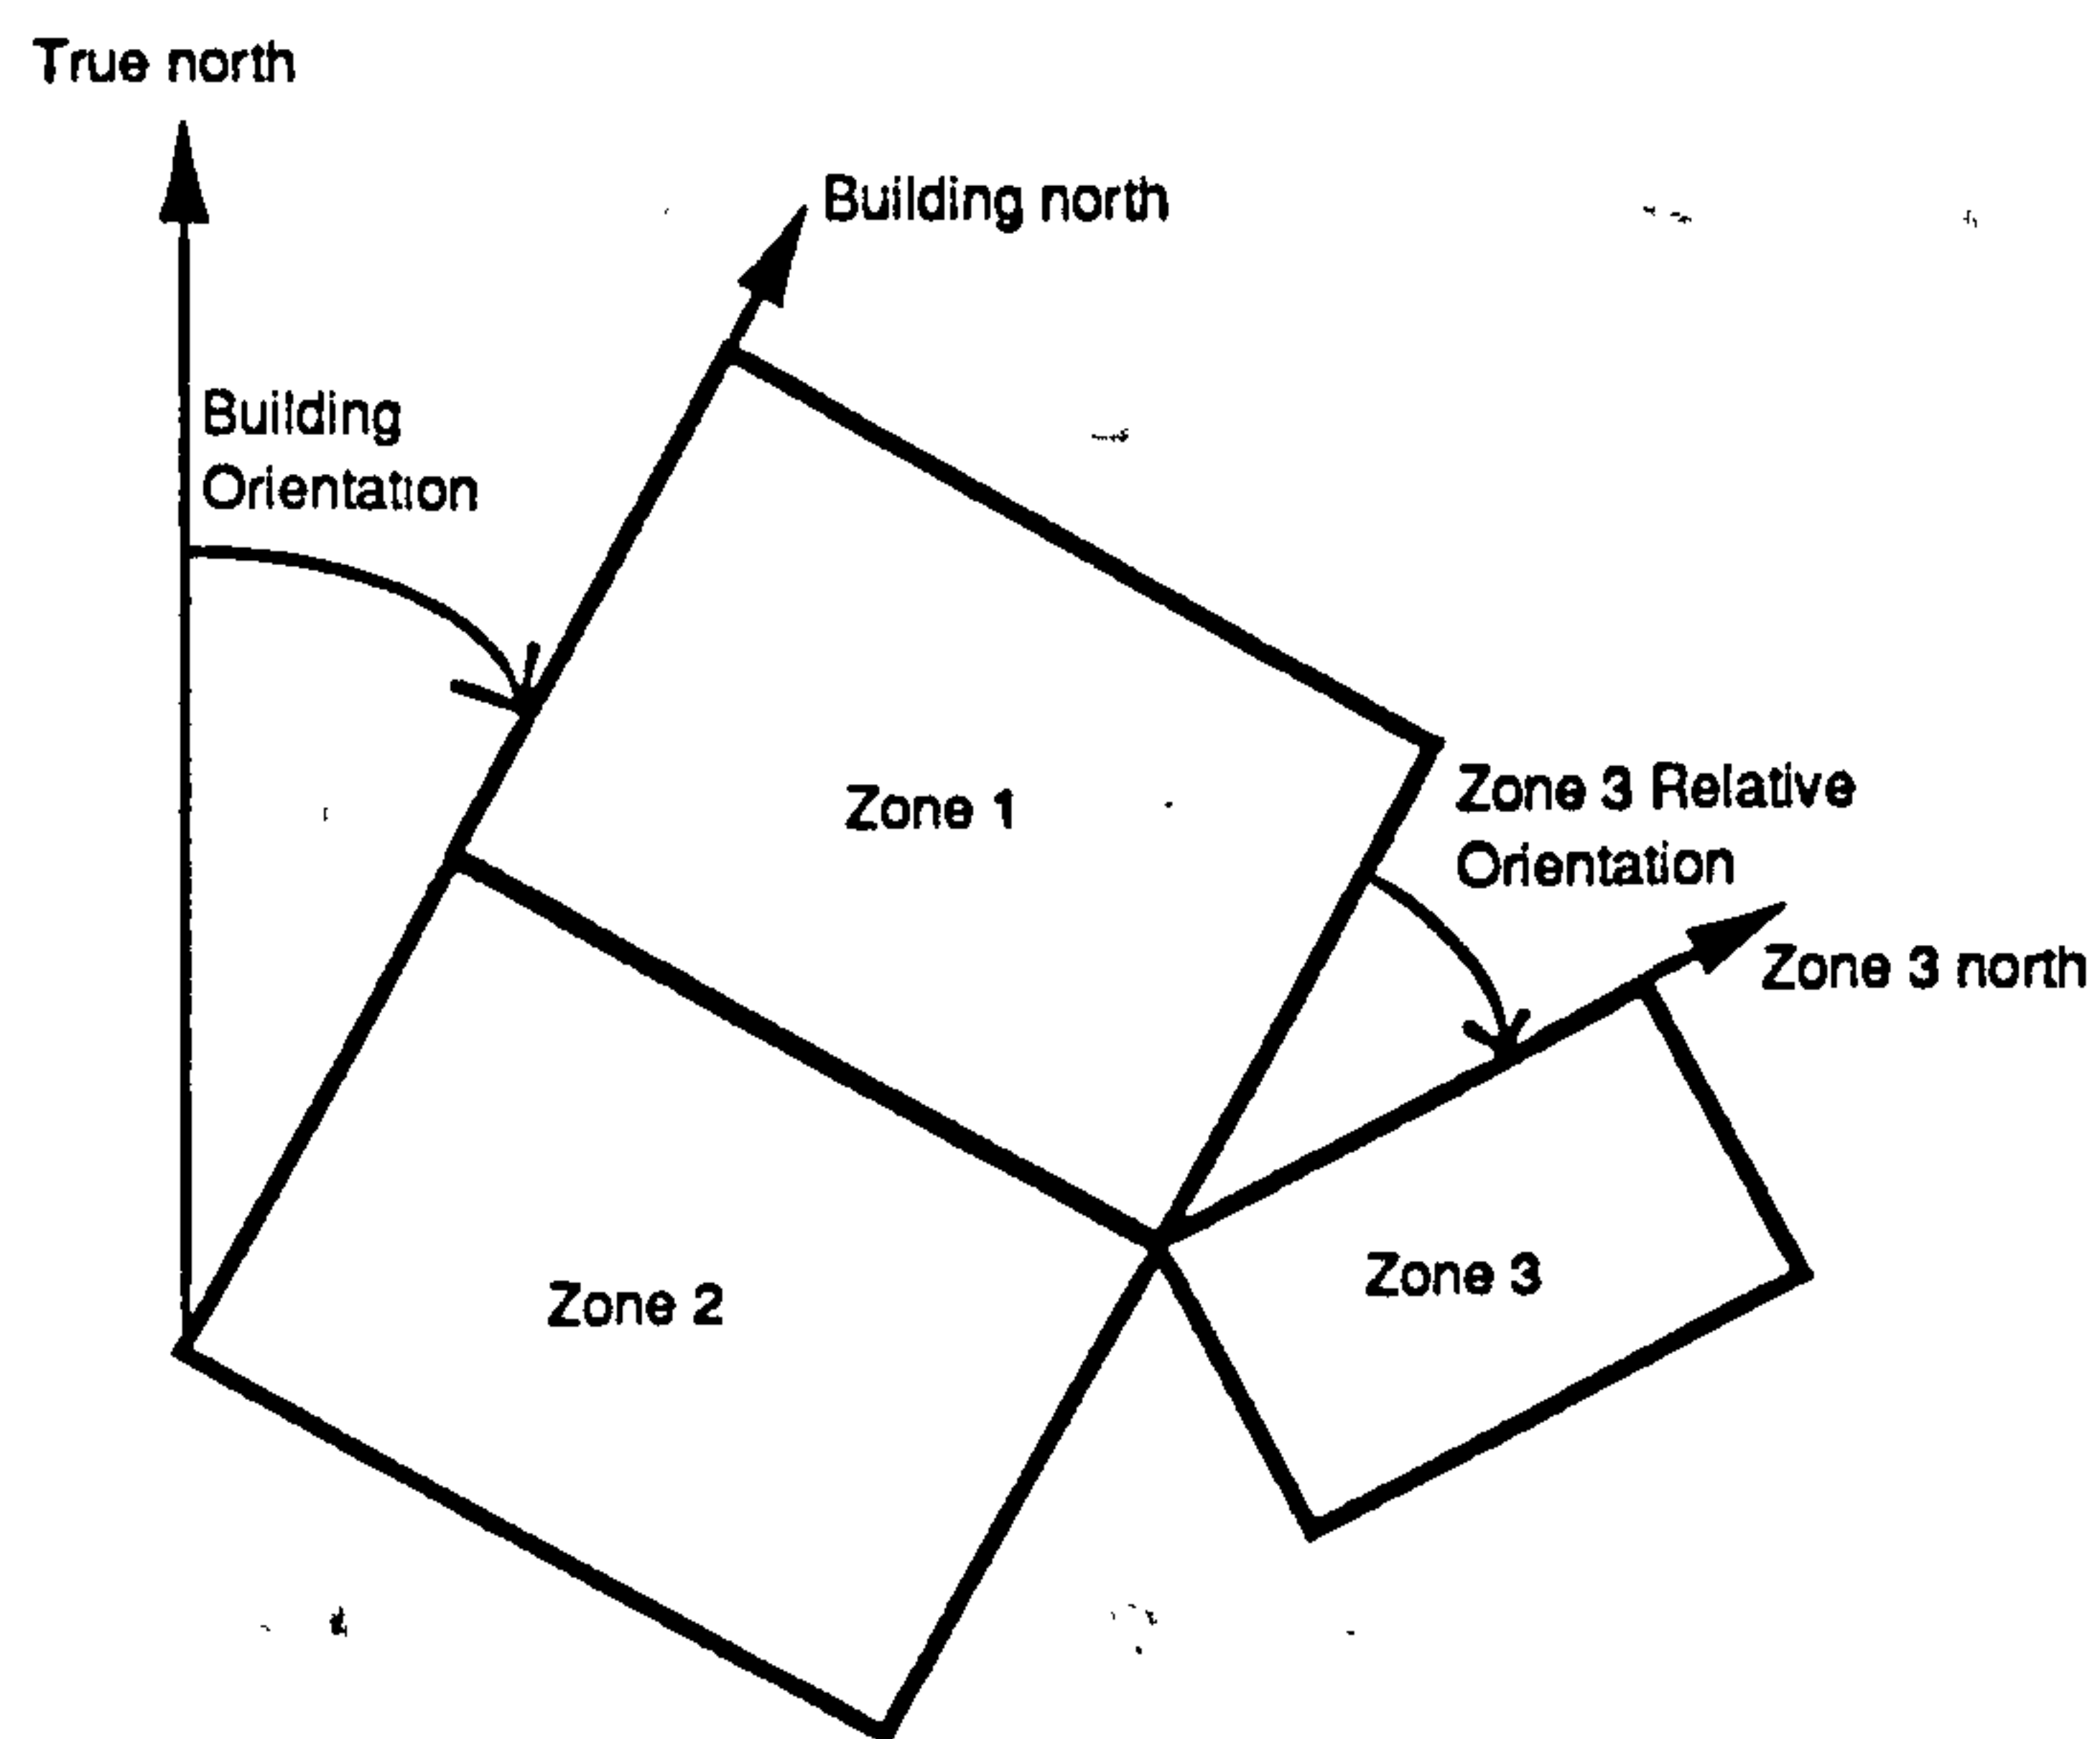 True north
Building north
Building
Orientation
Zone 1
Zone 3 Relative
Orientation
Zone 3 north
Zone 3
Zone 2